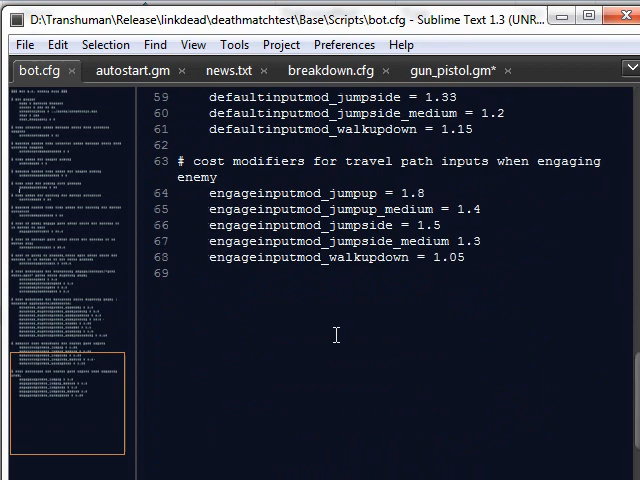 D:\Transhuman\Release\linkdead\deathmatchtest\Base\Scripts\bot.cfg - Sublime Text 1.3 (UNR...
File Edit Selection Find View Tools Project Preferences Help
bot.cfg × autostart.gm × news.txt × breakdown.cfg × gun_pistol.gm* ×
59 defaultinputmod_jumpside = 1.33
60 defaultinputmod_jumpside_medium = 1.2
61 defaultinputmod_walkupdown = 1.15
62
63 # cost modifiers for travel path inputs when engaging
enemy
64 engageinputmod_jumpup = 1.8
65 engageinputmod_jumpup_medium = 1.4
66 engageinputmod_jumpside = 1.5
67 engageinputmod_jumpside_medium 1.3
68 engageinputmod_walkupdown = 1.05
69